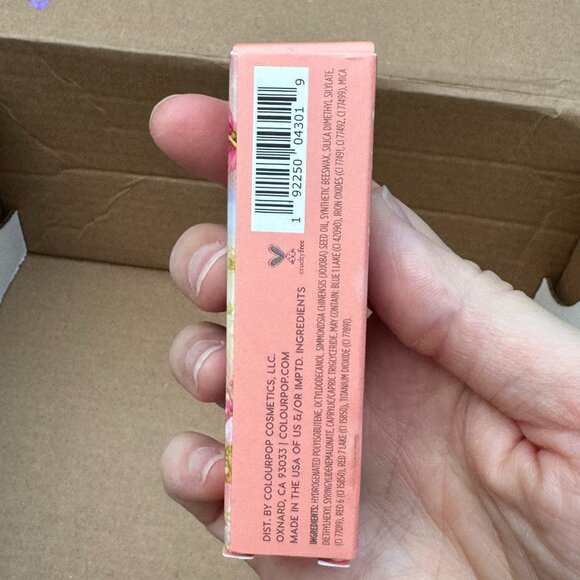 1 92250 04301 9
crueltyfree
DIST. BY COLOURPOP COSMETICS, LLC.
OXNARD, CA 93033 | COLOURPOP.COM
MADE IN THE USA OF US &/OR IMPTD. INGREDIENTS
INGREDIENTS: HYDROGENATED POLYISOBUTENE, OCTYLDODECANOL, SIMMONDSIA CHINENSIS (JOJOBA) SEED OIL, SYNTHETIC BEESWAX, SILICA DIMETHYL SILYLATE,
DIETHYLHEXYL SYRINGYLIDENEMALONATE, CAPRYLIC/CAPRIC TRIGLYCERIDE. MAY CONTAIN: BLUE 1 LAKE (CI 42090), IRON OXIDES (CI 77491, CI 77492, CI 77499), MICA
(CI 77019), RED 6 (CI 15850), RED 7 LAKE (CI 15850), TITANIUM DIOXIDE (CI 77891).